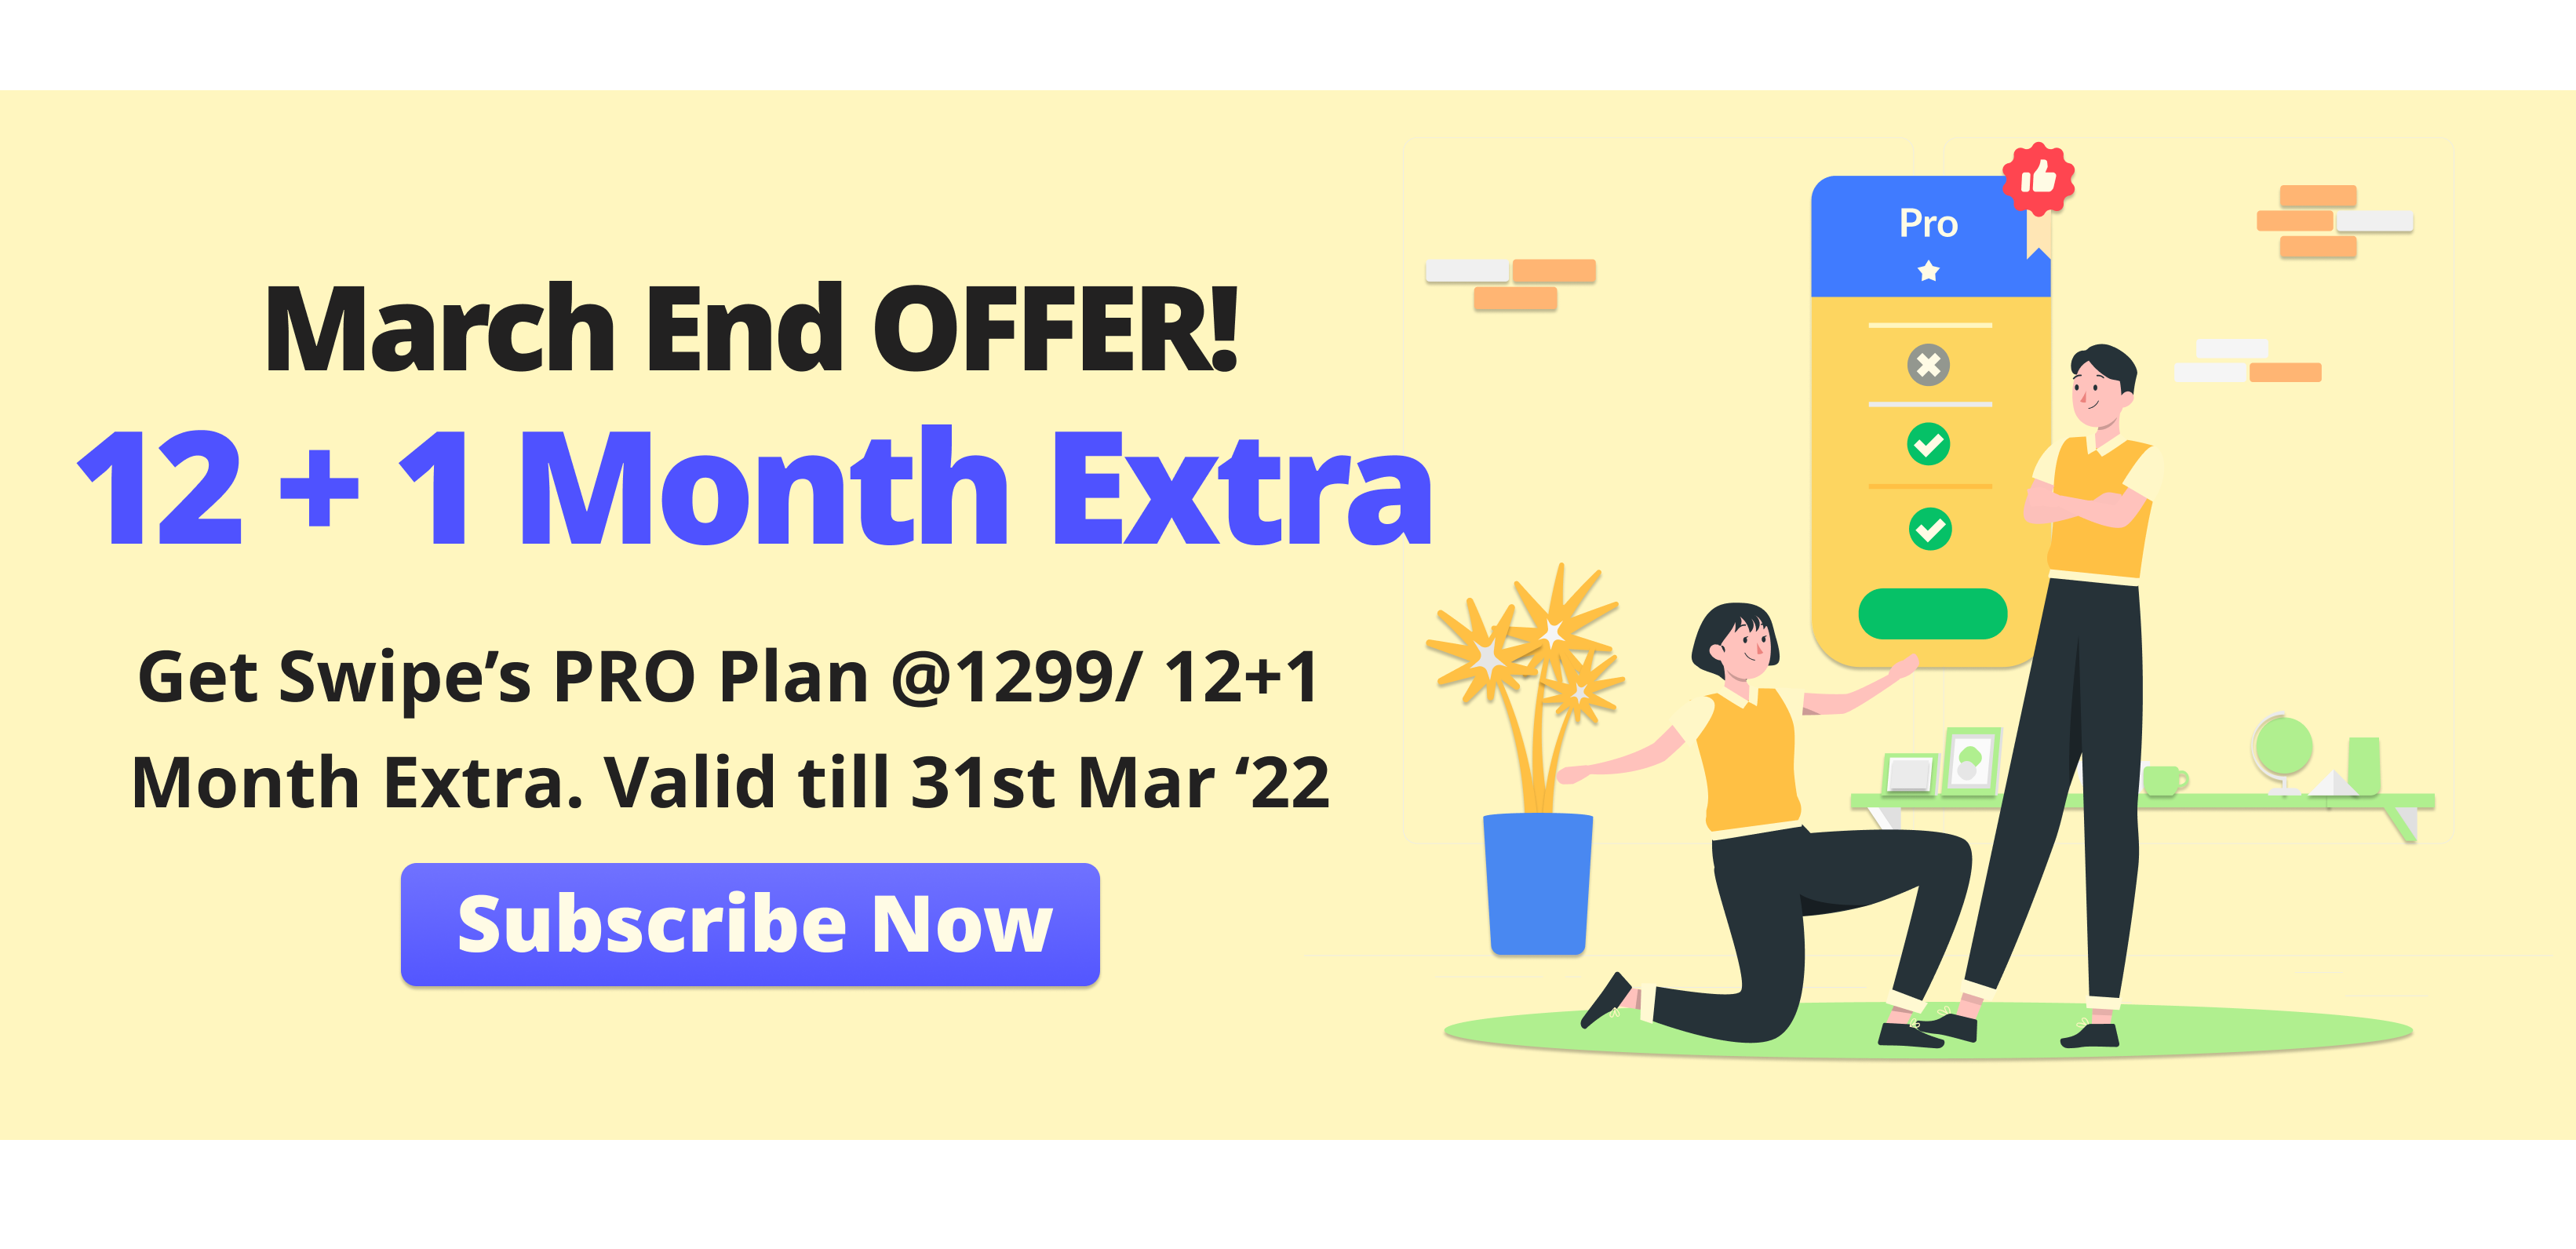 March End OFFER!
12 + 1 Month Extra
Get Swipe’s PRO Plan @1299/ 12+1
Month Extra. Valid till 31st Mar ‘22
Subscribe Now
Pro